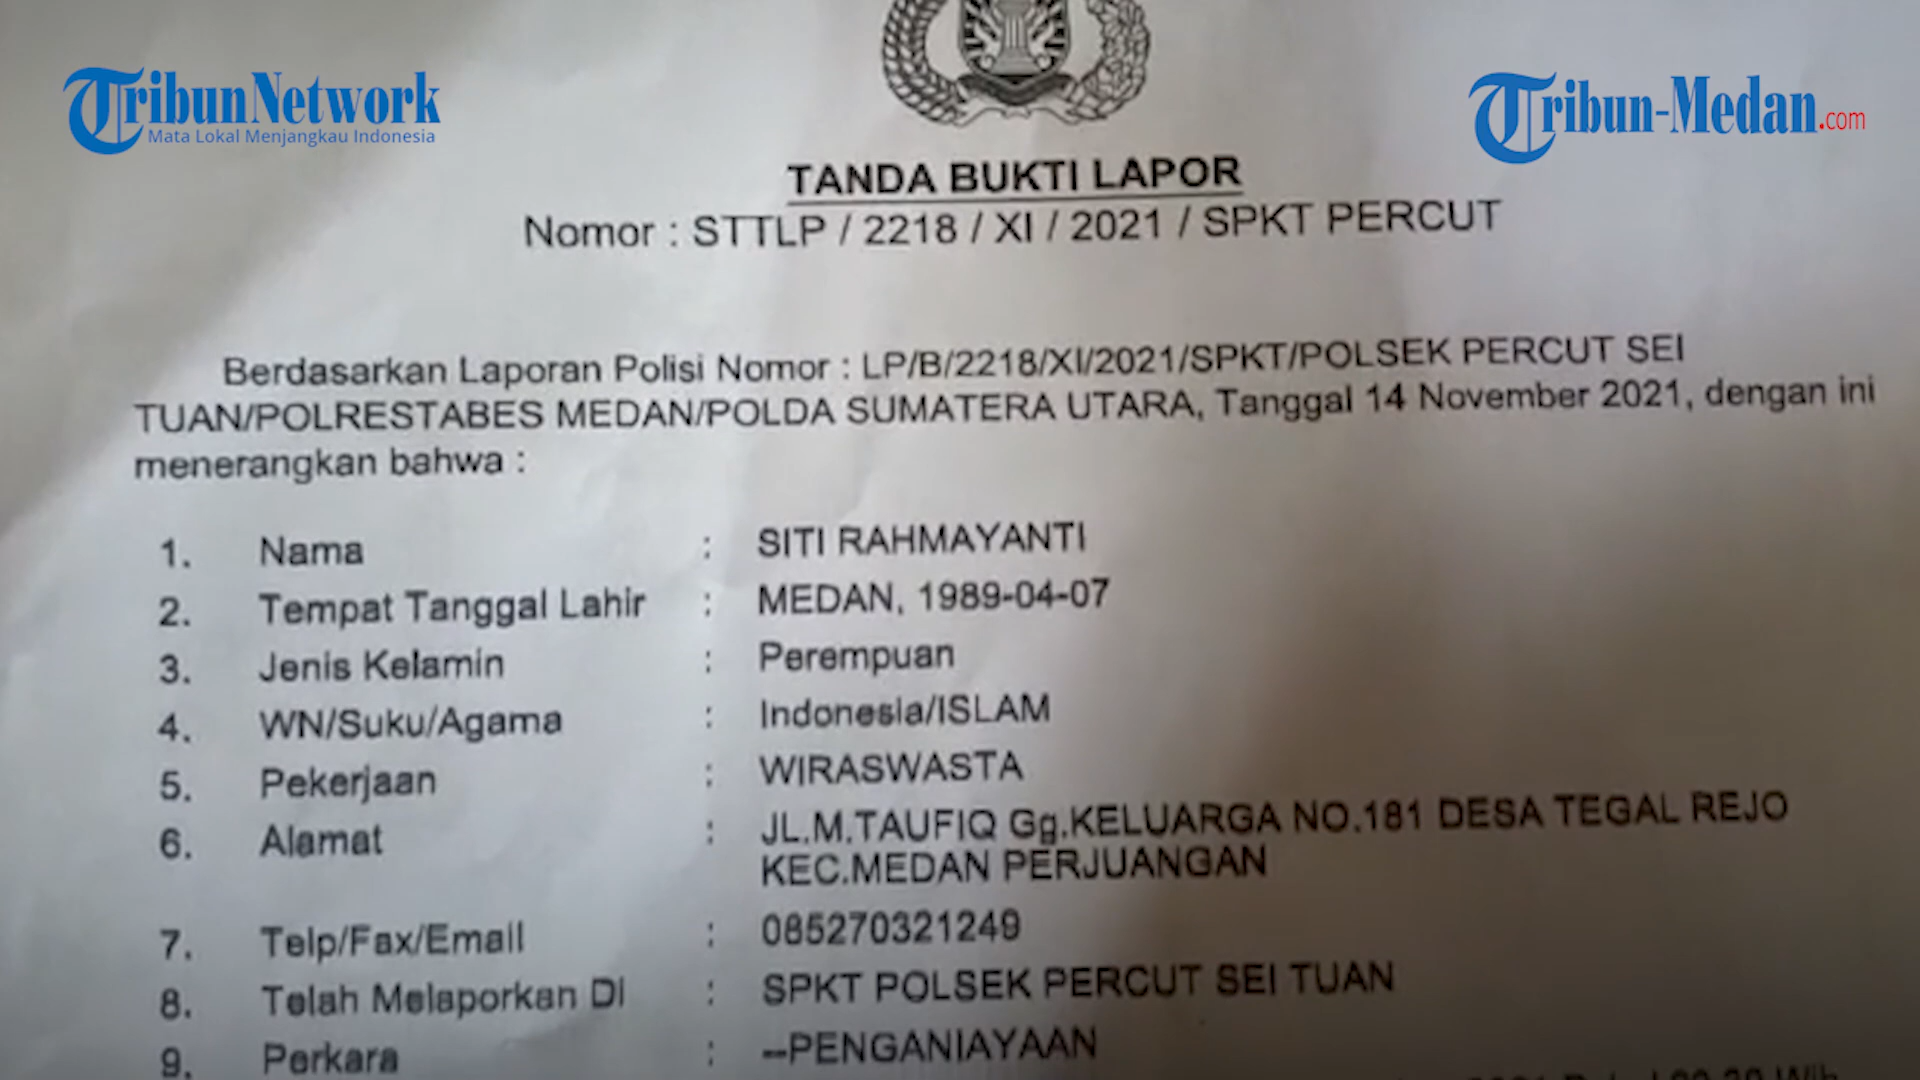 TribunNetwork
Mata Lokal Menjangkau Indonesia
Tribun-Medan.com
TANDA BUKTI LAPOR
Nomor : STTLP / 2218 / XI / 2021 / SPKT PERCUT
Berdasarkan Laporan Polisi Nomor : LP/B/2218/XI/2021/SPKT/POLSEK PERCUT SEI
TUAN/POLRESTABES MEDAN/POLDA SUMATERA UTARA, Tanggal 14 November 2021, dengan ini
menerangkan bahwa :
1. Nama : SITI RAHMAYANTI
2. Tempat Tanggal Lahir : MEDAN, 1989-04-07
3. Jenis Kelamin : Perempuan
4. WN/Suku/Agama : Indonesia/ISLAM
5. Pekerjaan : WIRASWASTA
6. Alamat : JL.M.TAUFIQ Gg.KELUARGA NO.181 DESA TEGAL REJO
KEC.MEDAN PERJUANGAN
7. Telp/Fax/Email : 085270321249
8. Telah Melaporkan Di : SPKT POLSEK PERCUT SEI TUAN
9. Perkara : --PENGANIAYAAN